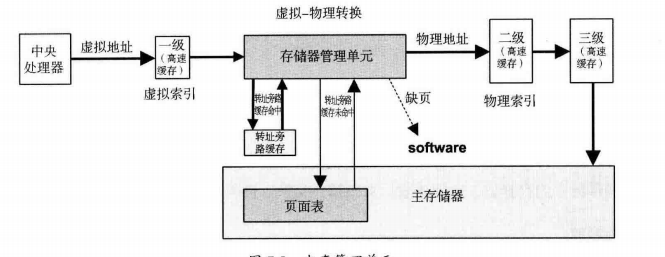 虚拟-物理转换
中央
处理器
虚拟地址
一级
(高速
缓存)
虚拟索引
存储器管理单元
物理地址
二级
(高速
缓存)
物理索引
三级
(高速
缓存)
转址旁路
缓存命中
转址旁路
缓存未命中
转址旁
路缓存
缺页
software
页面表
主存储器